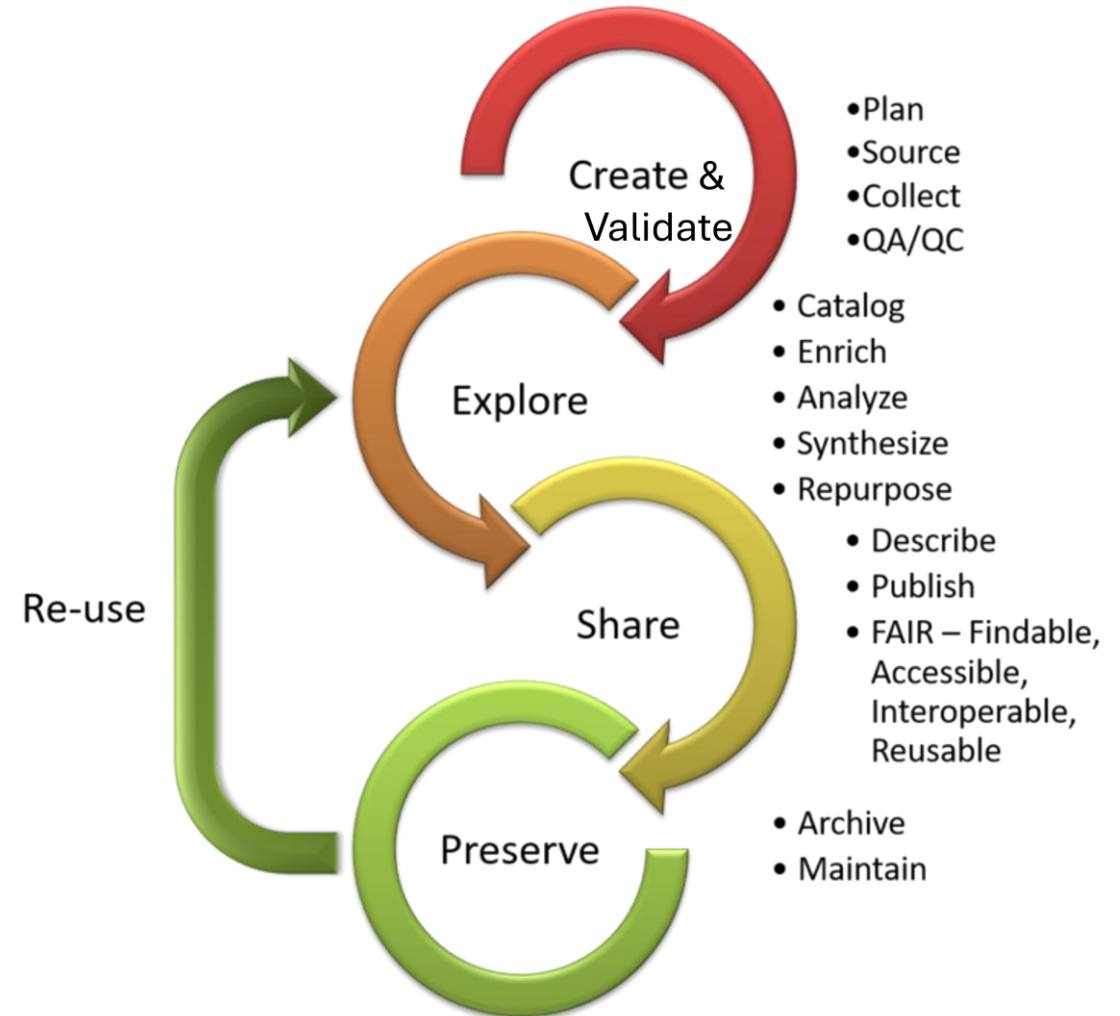 Create &
Validate
•Plan
•Source
•Collect
•QA/QC
Explore
• Catalog
• Enrich
• Analyze
• Synthesize
• Repurpose
Share
• Describe
• Publish
• FAIR – Findable,
Accessible,
Interoperable,
Reusable
Preserve
• Archive
• Maintain
Re-use